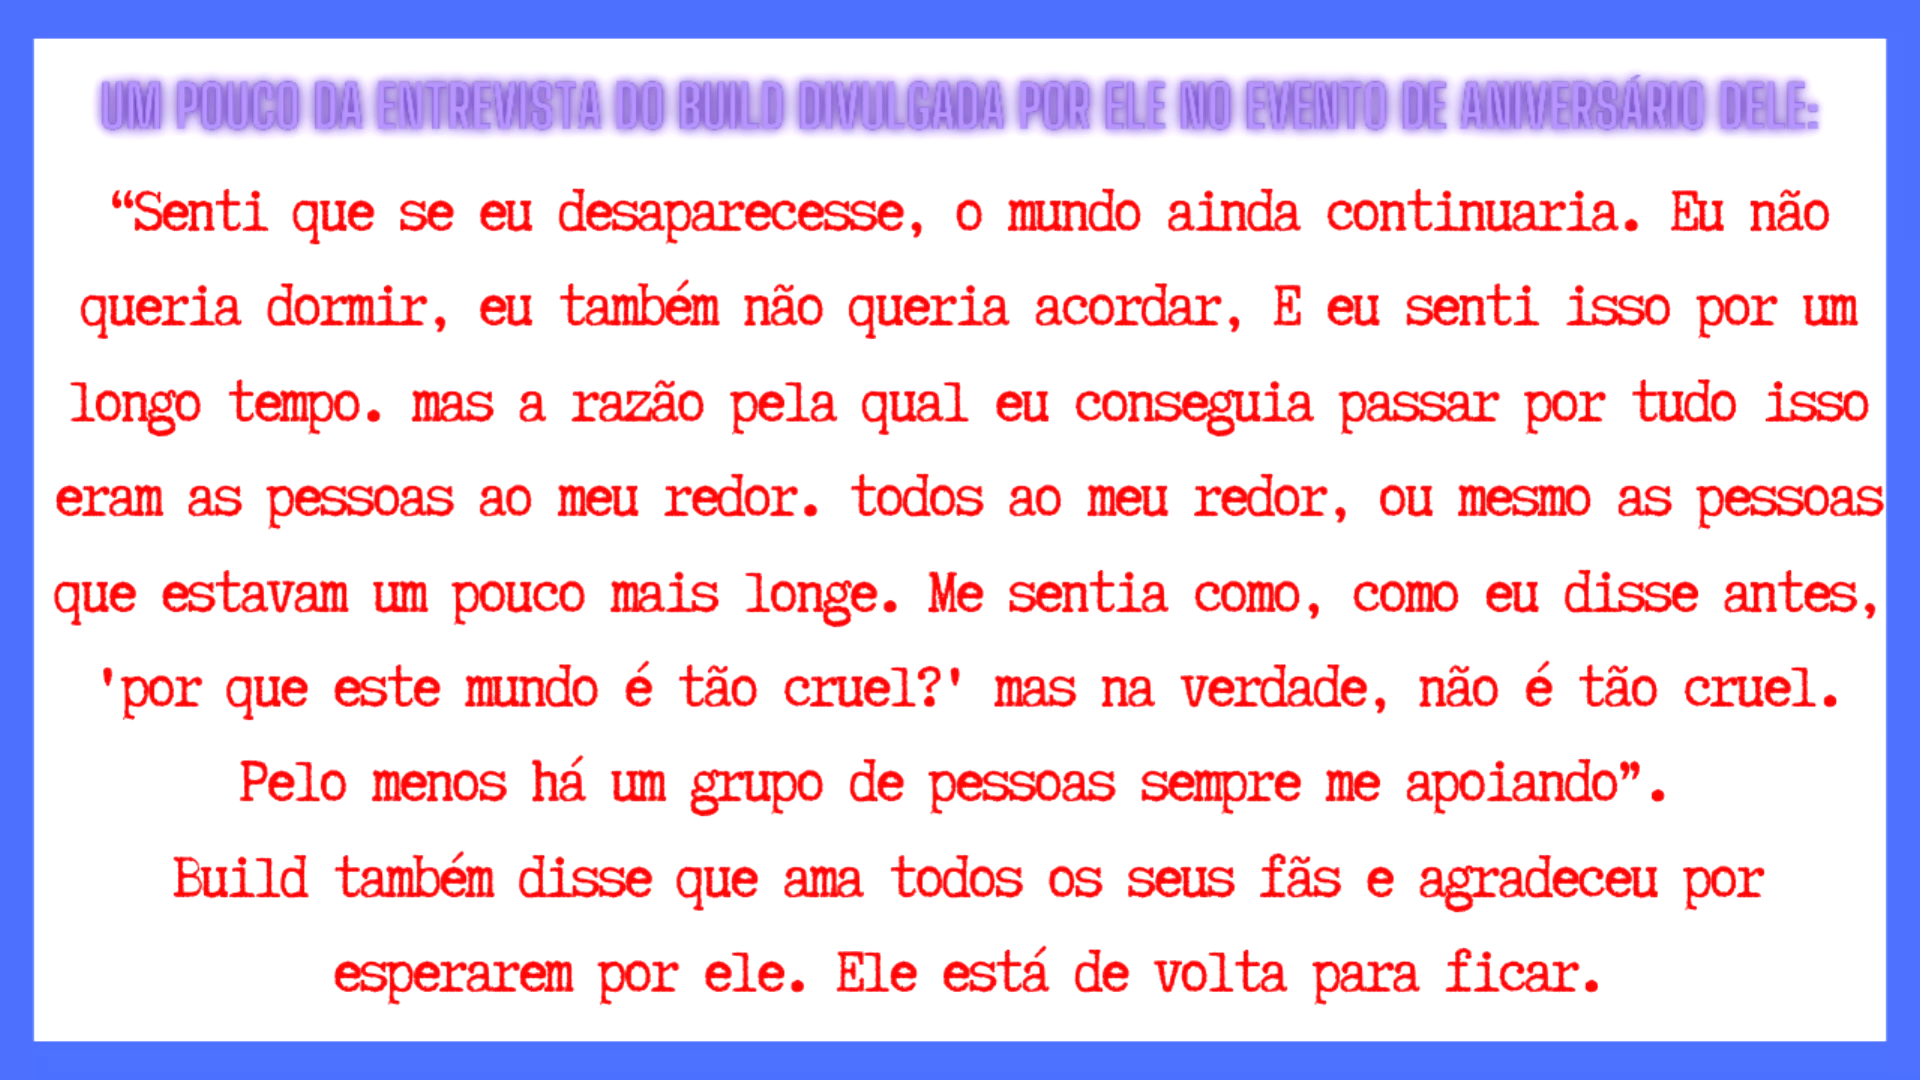 UM POUCO DA ENTREVISTA DO BUILD DIVULGADA POR ELE NO EVENTO DE ANIVERSÁRIO DELE:
“Senti que se eu desaparecesse, o mundo ainda continuaria. Eu não
queria dormir, eu também não queria acordar, E eu senti isso por um
longo tempo. mas a razão pela qual eu conseguia passar por tudo isso
eram as pessoas ao meu redor. todos ao meu redor, ou mesmo as pessoas
que estavam um pouco mais longe. Me sentia como, como eu disse antes,
'por que este mundo é tão cruel?' mas na verdade, não é tão cruel.
Pelo menos há um grupo de pessoas sempre me apoiando”.
Build também disse que ama todos os seus fãs e agradeceu por
esperarem por ele. Ele está de volta para ficar.